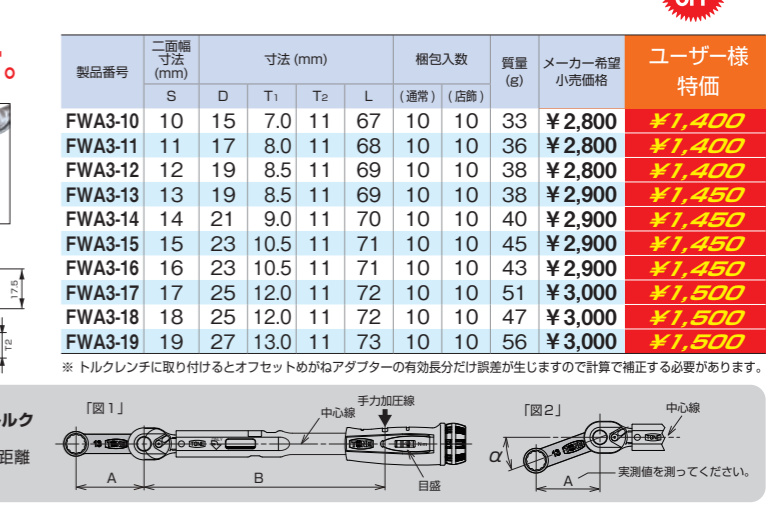 OFF
。
製品番号 二面幅寸法(mm) 寸法 (mm) 梱包入数 質量(g) メーカー希望小売価格 ユーザー様特価
S D T1 T2 L (通常) (店飾)
FWA3-10 10 15 7.0 11 67 10 10 33 ¥2,800 ¥1,400
FWA3-11 11 17 8.0 11 68 10 10 36 ¥2,800 ¥1,400
FWA3-12 12 19 8.5 11 69 10 10 38 ¥2,800 ¥1,400
FWA3-13 13 19 8.5 11 69 10 10 38 ¥2,900 ¥1,450
FWA3-14 14 21 9.0 11 70 10 10 40 ¥2,900 ¥1,450
FWA3-15 15 23 10.5 11 71 10 10 45 ¥2,900 ¥1,450
FWA3-16 16 23 10.5 11 71 10 10 43 ¥2,900 ¥1,450
FWA3-17 17 25 12.0 11 72 10 10 51 ¥3,000 ¥1,500
FWA3-18 18 25 12.0 11 72 10 10 47 ¥3,000 ¥1,500
FWA3-19 19 27 13.0 11 73 10 10 56 ¥3,000 ¥1,500
17.5
T2
※ トルクレンチに取り付けるとオフセットめがねアダプターの有効長分だけ誤差が生じますので計算で補正する必要があります。
ルク
距離
「図1」
中心線
手力加圧線
目盛
A
B
「図2」
中心線
α
A
実測値を測ってください。